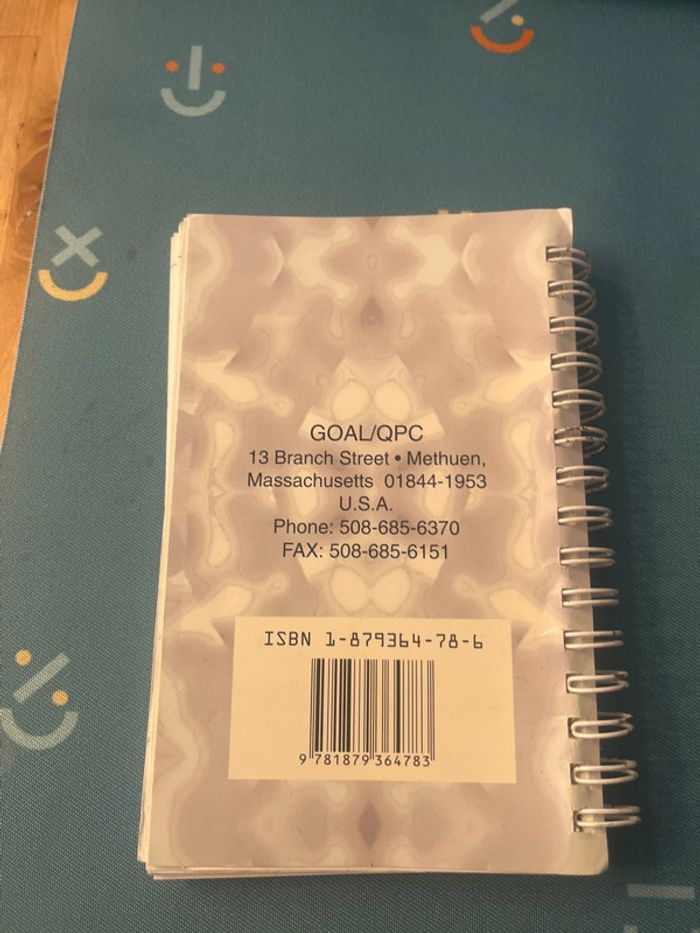 GOAL/QPC
13 Branch Street • Methuen,
Massachusetts 01844-1953
U.S.A.
Phone: 508-685-6370
FAX: 508-685-6151
ISBN 1-879364-78-6
9 781879 364783